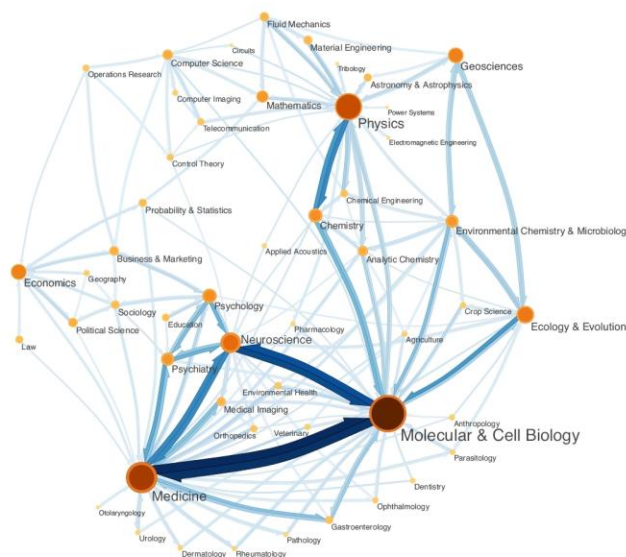 Fluid Mechanics
Circuits
Material Engineering
Computer Science
Geosciences
Tribology
Operations Research
Astronomy & Astrophysics
Computer Imaging
Mathematics
Power Systems
Physics
Telecommunication
Electromagnetic Engineering
Control Theory
Chemical Engineering
Probability & Statistics
Chemistry
Environmental Chemistry & Microbiolog
Applied Acoustics
Analytic Chemistry
Business & Marketing
Geography
Economics
Psychology
Crop Science
Sociology
Education
Pharmacology
Ecology & Evolution
Political Science
Neuroscience
Agriculture
Law
Psychiatry
Environmental Health
Medical Imaging
Anthropology
Orthopedics
Veterinary
Molecular & Cell Biology
Parasitology
Dentistry
Medicine
Ophthalmology
Otolaryngology
Gastroenterology
Urology
Pathology
Dermatology
Rheumatology